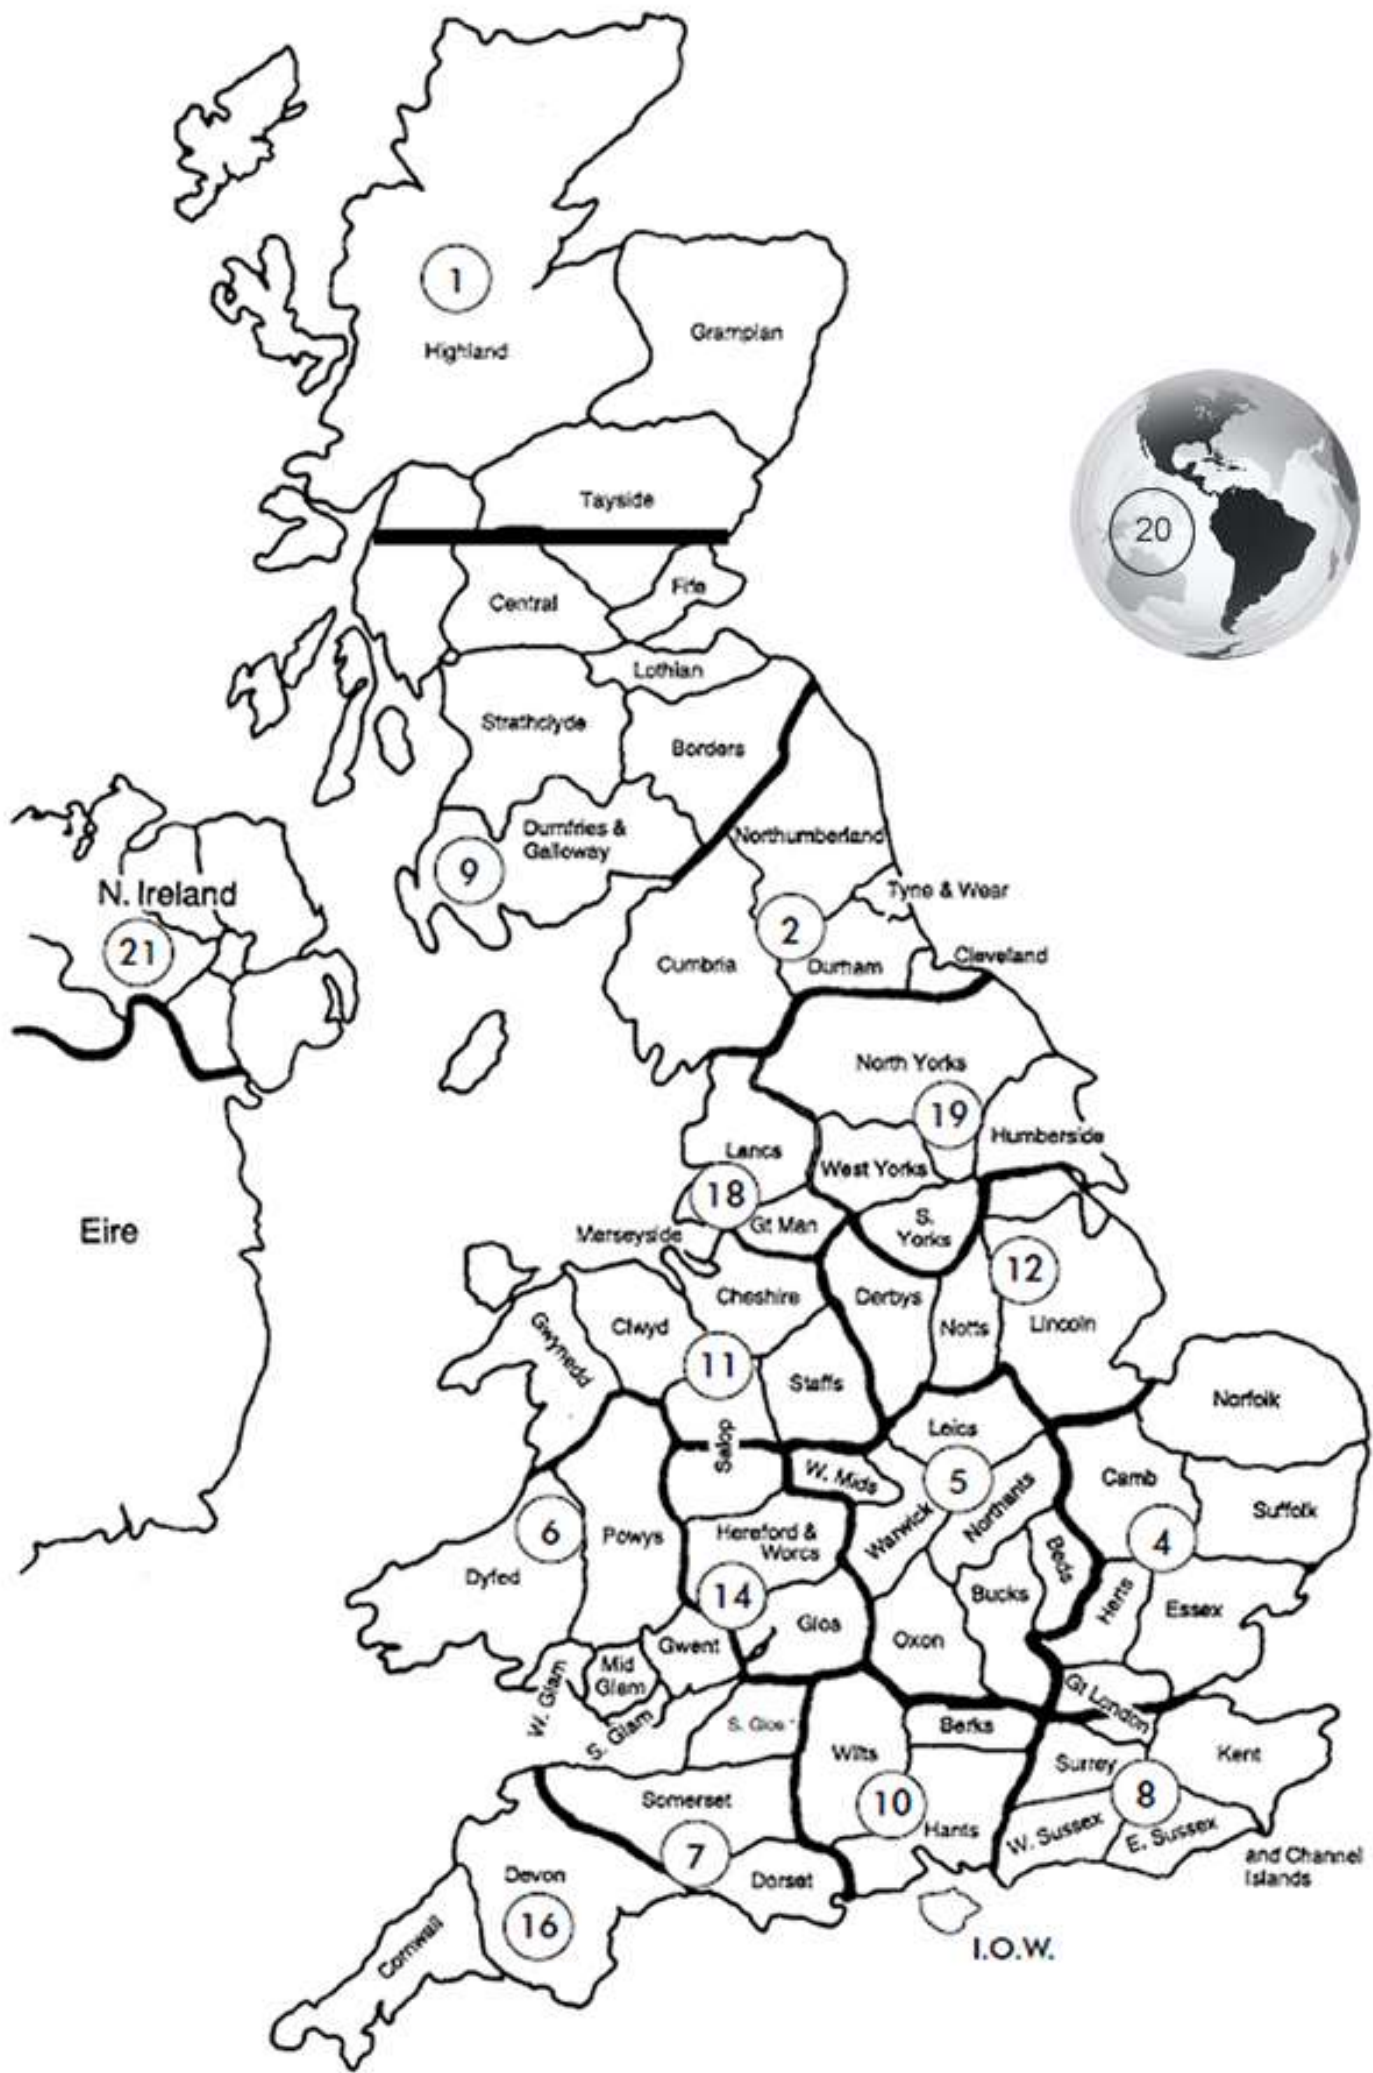 1
Highland
Grampian
20
Tayside
Central
Fife
Lothian
Strathclyde
Borders
Dumfries &
Galloway
9
Northumberland
N. Ireland
21
Tyne & Wear
2
Cumbria
Durham
Cleveland
North Yorks
19
Humberside
Lancs
West Yorks
18
Gt Man
S.
Yorks
Merseyside
Eire
12
Cheshire
Derbys
Notts
Lincoln
Clwyd
Gwynedd
11
Staffs
Norfolk
Salop
Leics
W. Mids
5
Camb
Northants
Suffolk
6
Powys
Hereford &
Worcs
Warwick
4
Beds
Dyfed
14
Bucks
Herts
Essex
Glos
Oxon
Gwent
Mid
Glam
W. Glam
S. Glam
Gt London
S. Glos
Berks
Wilts
Surrey
Kent
Somerset
10
8
Hants
W. Sussex
E. Sussex
7
and Channel
Islands
Devon
Dorset
16
Cornwall
I.O.W.